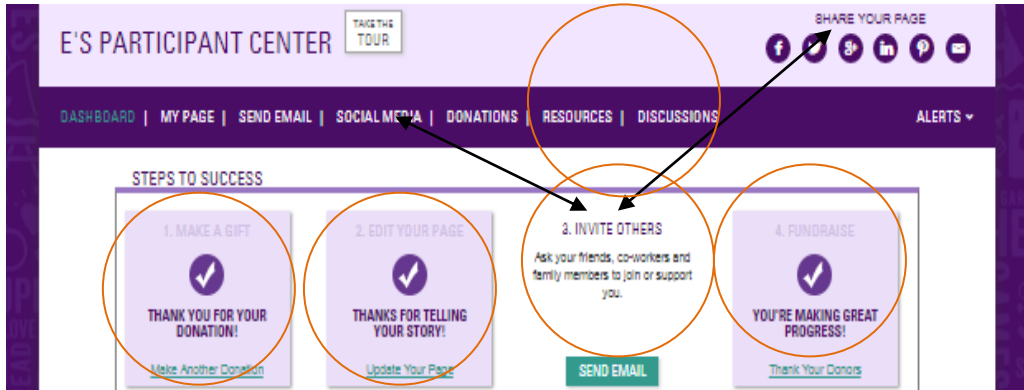 E'S PARTICIPANT CENTER
TAKE THE
TOUR
SHARE YOUR PAGE
DASHBOARD | MY PAGE | SEND EMAIL | SOCIAL MEDIA | DONATIONS | RESOURCES | DISCUSSIONS
ALERTS
STEPS TO SUCCESS
1. MAKE A GIFT
THANK YOU FOR YOUR
DONATION!
Make Another Donation
2. EDIT YOUR PAGE
THANKS FOR TELLING
YOUR STORY!
Update Your Page
3. INVITE OTHERS
Ask your friends, co-workers and
family members to join or support
you.
SEND EMAIL
4. FUNDRAISE
YOU'RE MAKING GREAT
PROGRESS!
Thank Your Donors